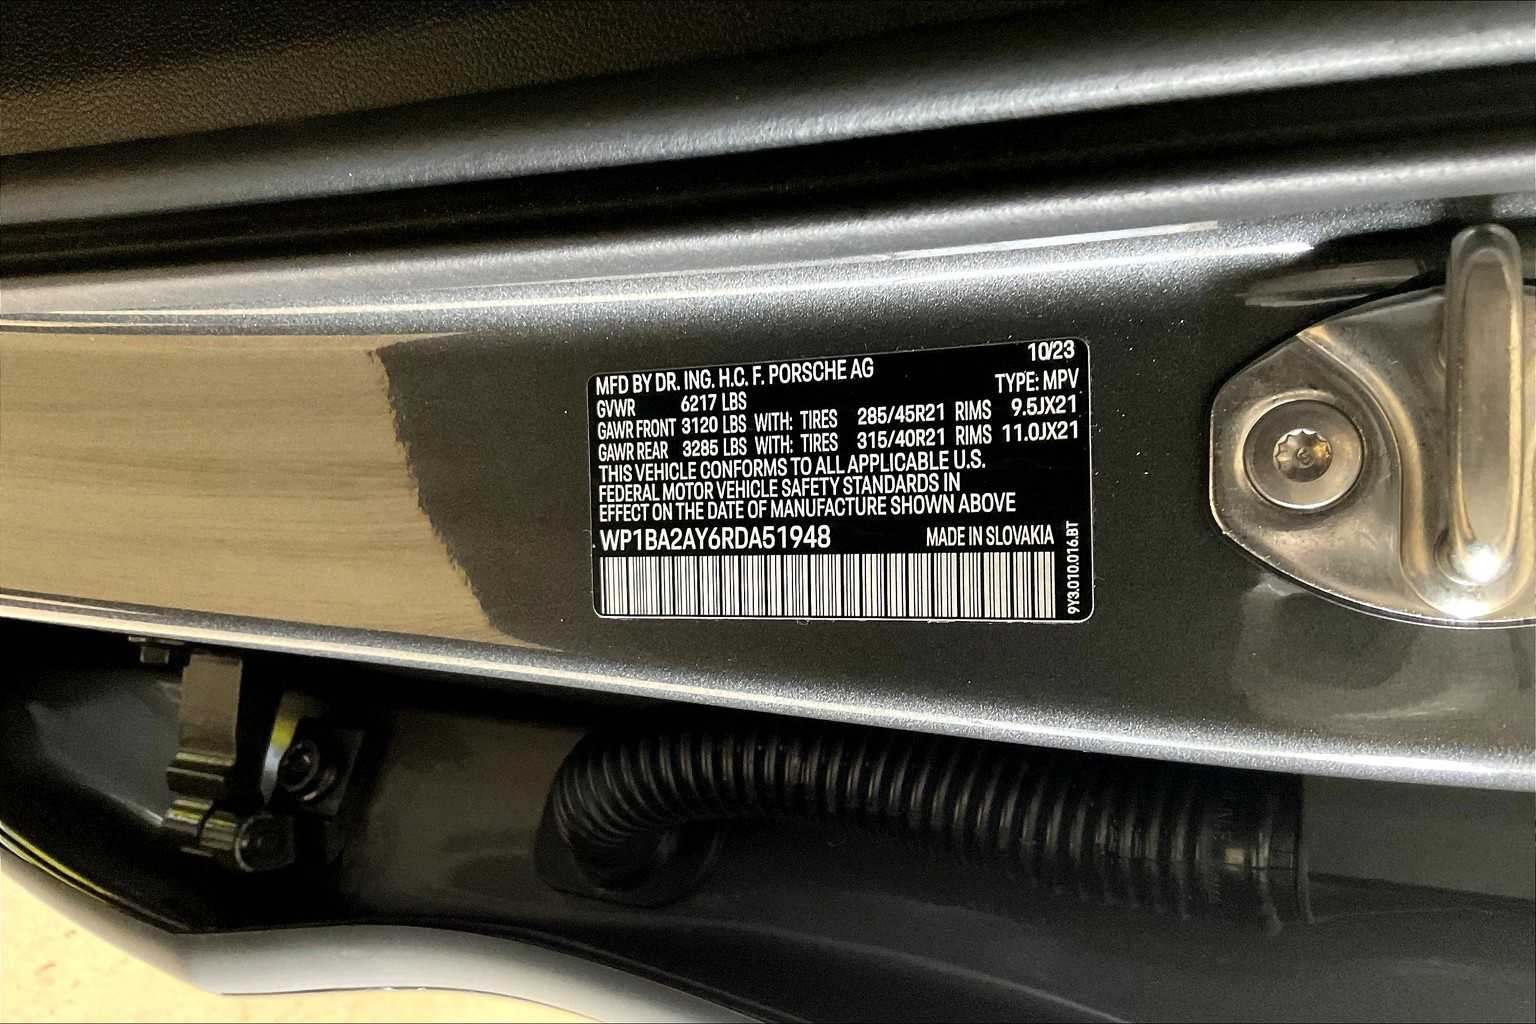 10/23
MFD BY DR. ING. H.C. F. PORSCHE AG
TYPE: MPV
GVWR 6217 LBS
GAWR FRONT 3120 LBS WITH: TIRES 285/45R21 RIMS 9.5JX21
GAWR REAR 3285 LBS WITH: TIRES 315/40R21 RIMS 11.0JX21
THIS VEHICLE CONFORMS TO ALL APPLICABLE U.S.
FEDERAL MOTOR VEHICLE SAFETY STANDARDS IN
EFFECT ON THE DATE OF MANUFACTURE SHOWN ABOVE
WP1BA2AY6RDA51948 MADE IN SLOVAKIA
9Y3.010.016.BT